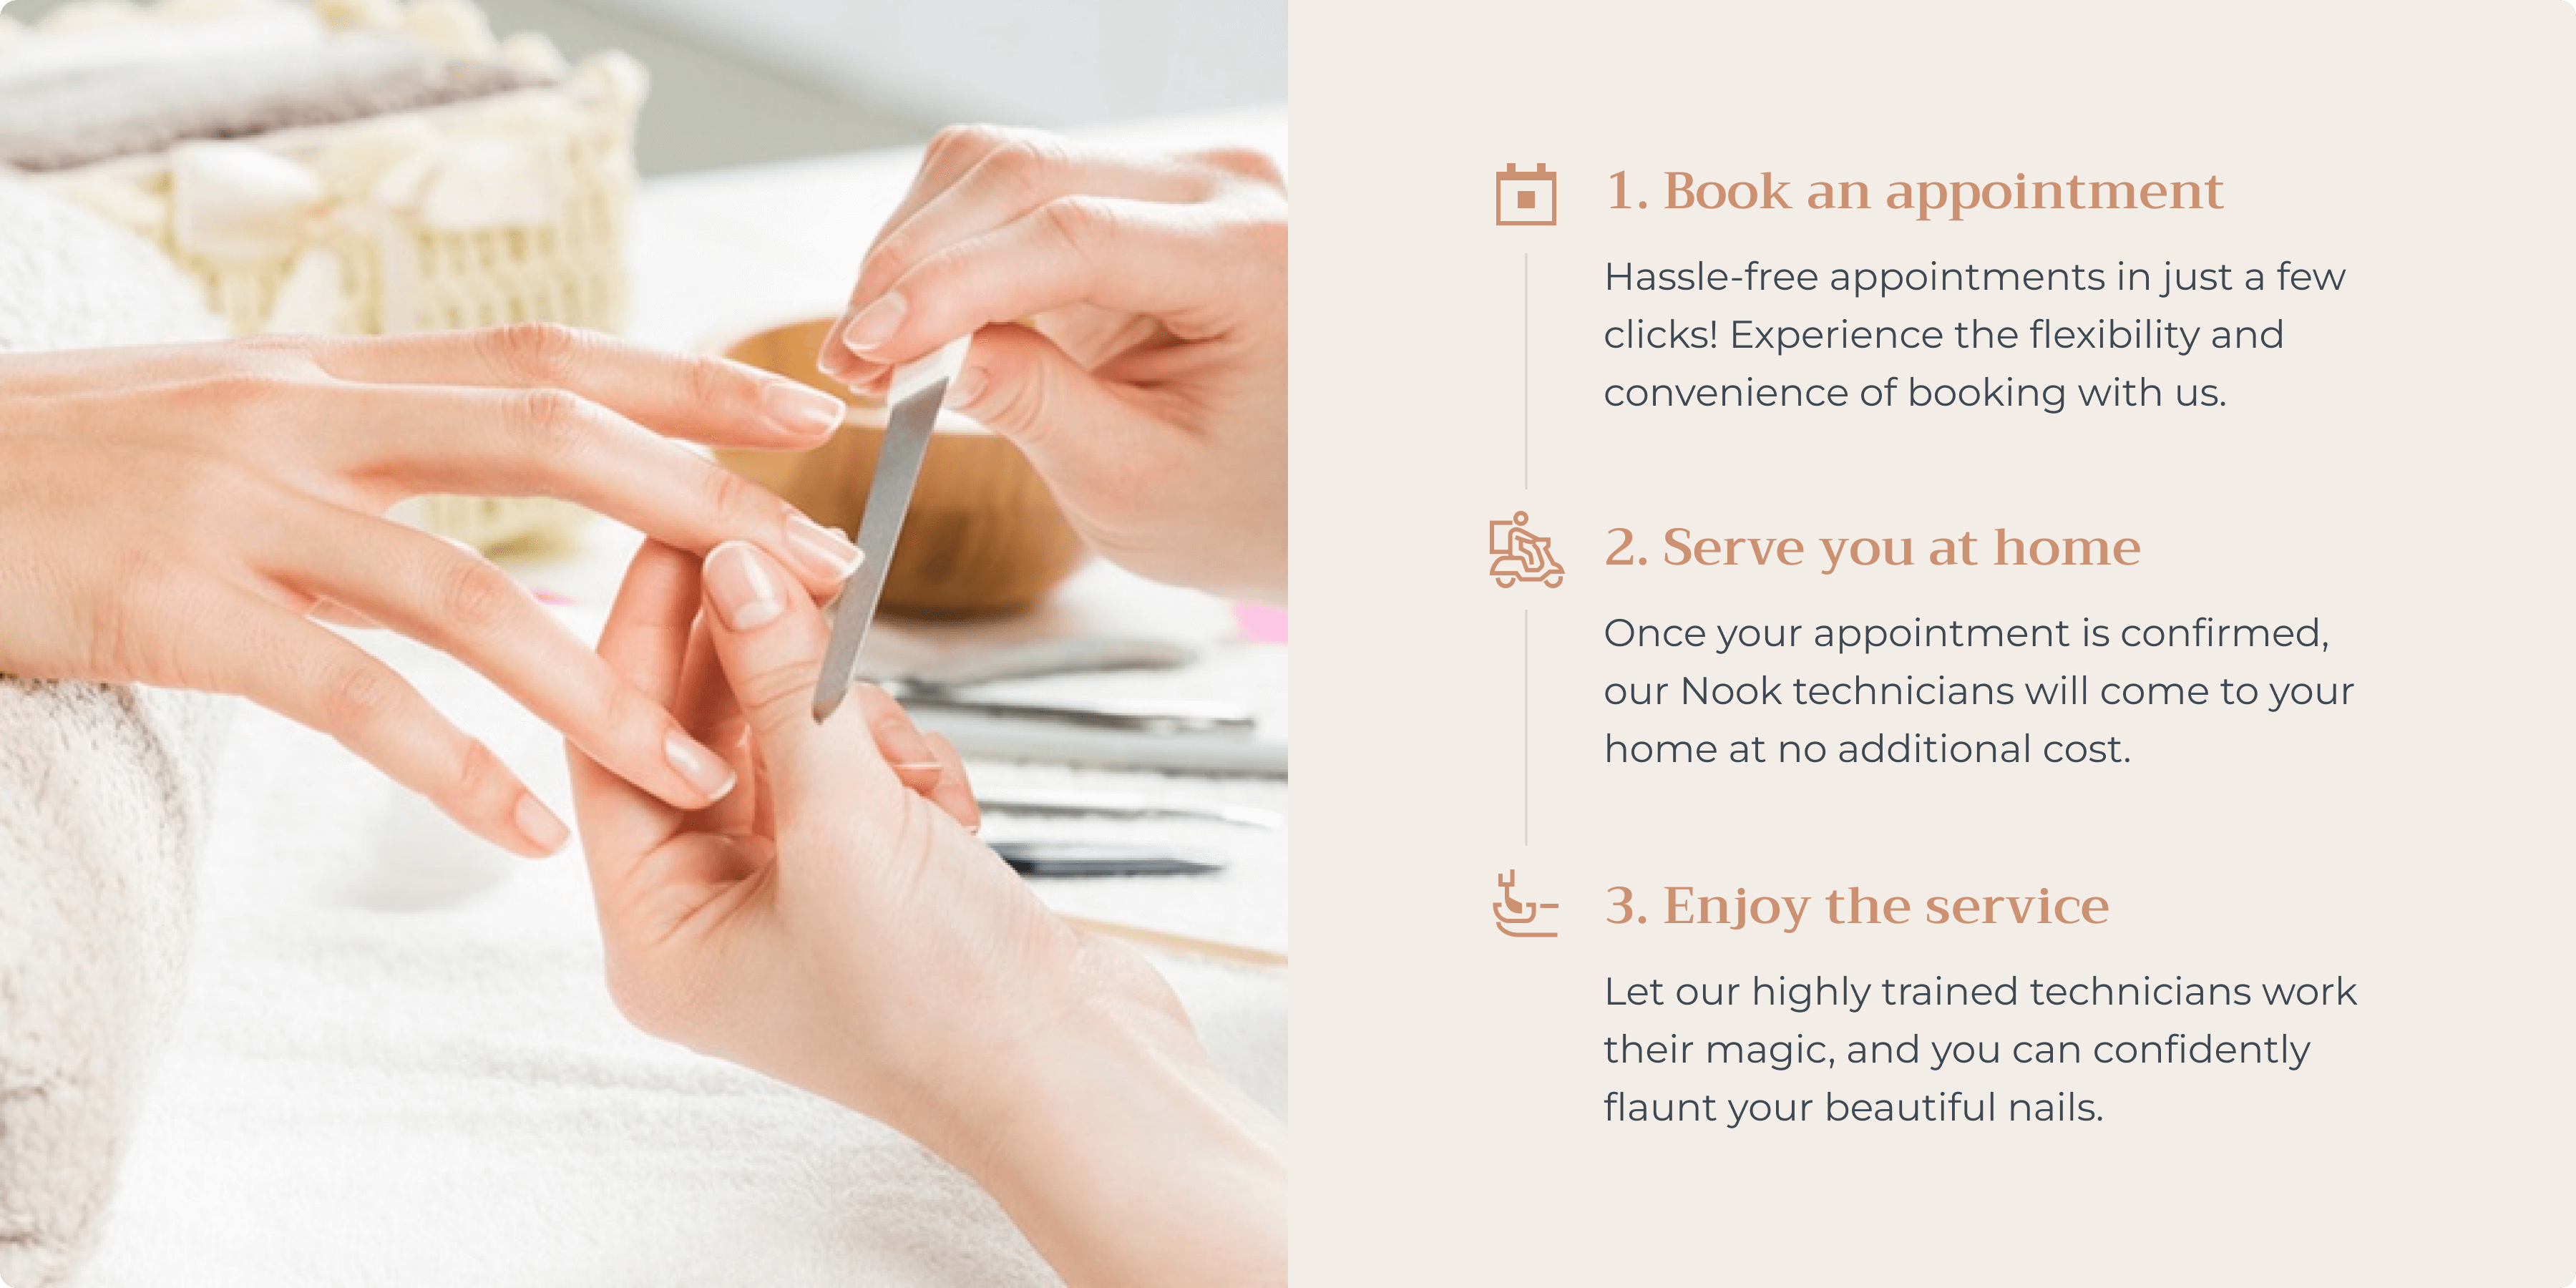 1. Book an appointment
Hassle-free appointments in just a few
clicks! Experience the flexibility and
convenience of booking with us.
2. Serve you at home
Once your appointment is confirmed,
our Nook technicians will come to your
home at no additional cost.
3. Enjoy the service
Let our highly trained technicians work
their magic, and you can confidently
flaunt your beautiful nails.